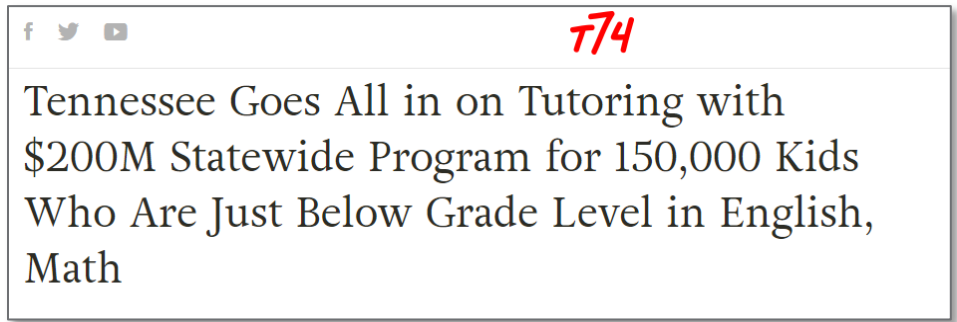 T74
Tennessee Goes All in on Tutoring with
$200M Statewide Program for 150,000 Kids
Who Are Just Below Grade Level in English,
Math